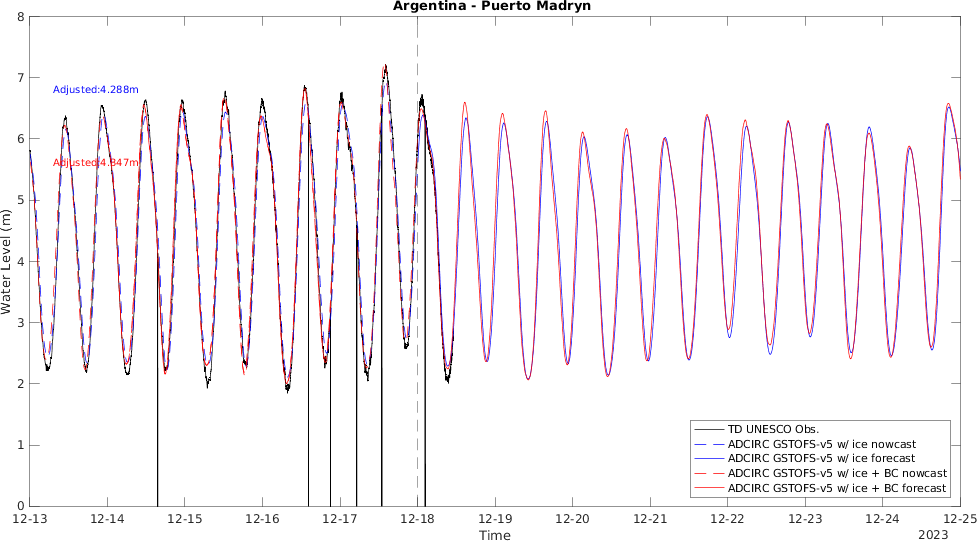 Argentina - Puerto Madryn
8
7
6
5
4
3
2
1
0
Water Level (m)
Adjusted:4.288m
Adjusted:4.347m
TD UNESCO Obs.
ADCIRC GSTOFS-v5 w/ ice nowcast
ADCIRC GSTOFS-v5 w/ ice forecast
ADCIRC GSTOFS-v5 w/ ice + BC nowcast
ADCIRC GSTOFS-v5 w/ ice + BC forecast
12-13 12-14 12-15 12-16 12-17 12-18 12-19 12-20 12-21 12-22 12-23 12-24 12-25
Time
2023